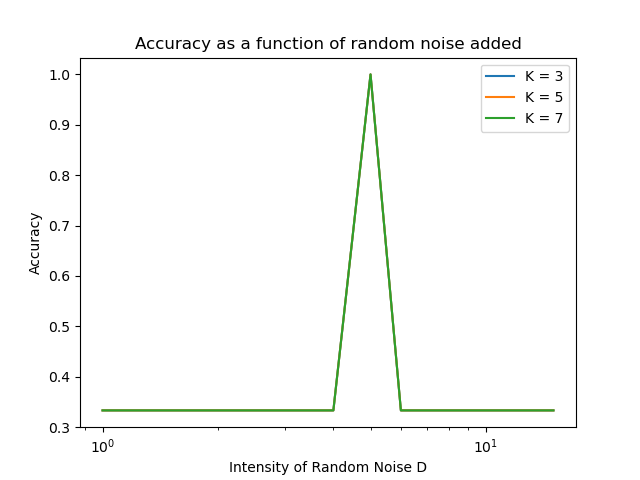 Accuracy as a function of random noise added
K = 3
K = 5
K = 7
1.0
0.9
0.8
0.7
0.6
0.5
0.4
0.3
Accuracy
10⁰
10¹
Intensity of Random Noise D